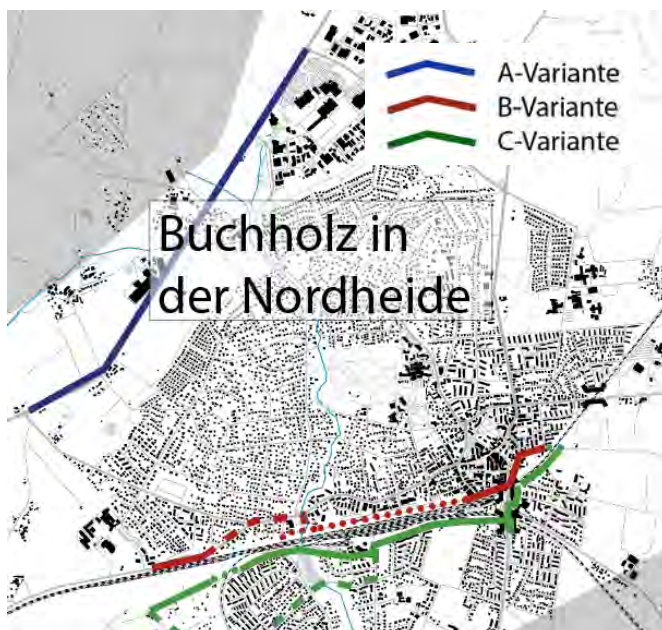 A-Variante
B-Variante
C-Variante
Buchholz in
der Nordheide